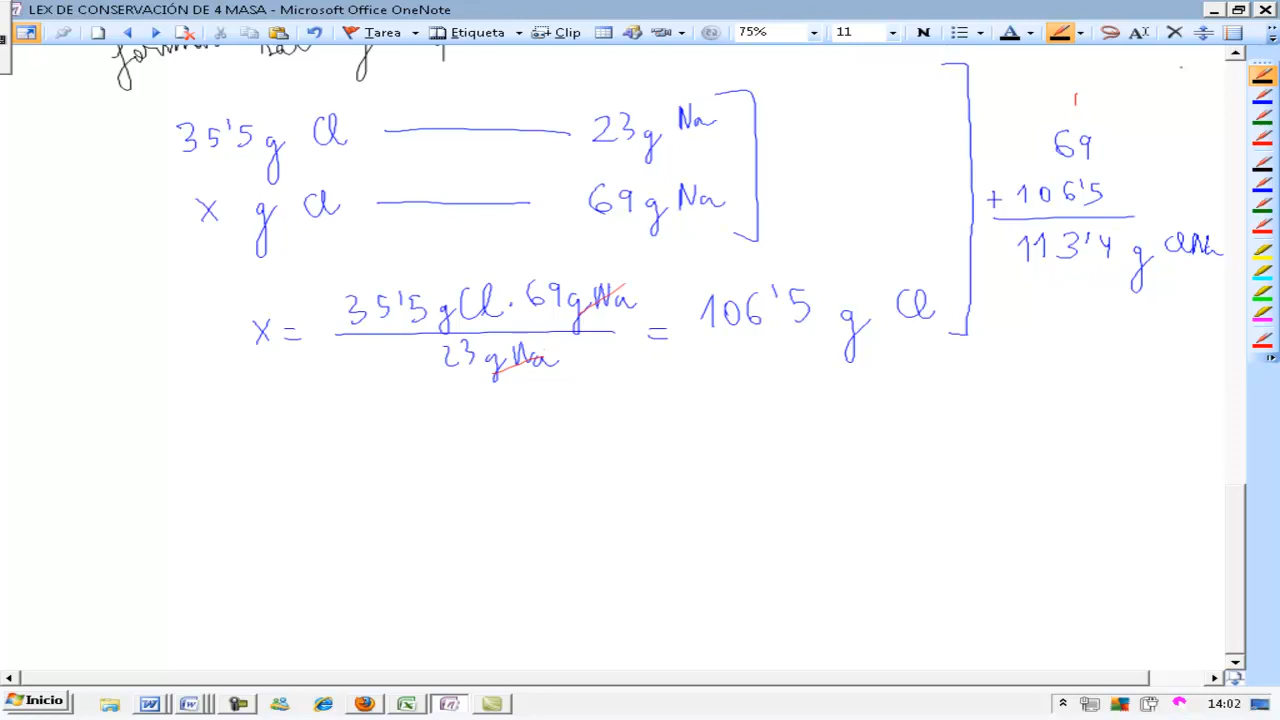 LEX DE CONSERVACIÓN DE 4 MASA - Microsoft Office OneNote
Tarea Etiqueta Clip 75% 11 N
35'5 g Cl 23 g Na
x g Cl 69 g Na
x = 35'5 g Cl · 69 g Na = 106'5 g Cl
23 g Na
69
+ 106'5
113'4 g ClNa
Inicio 14:02